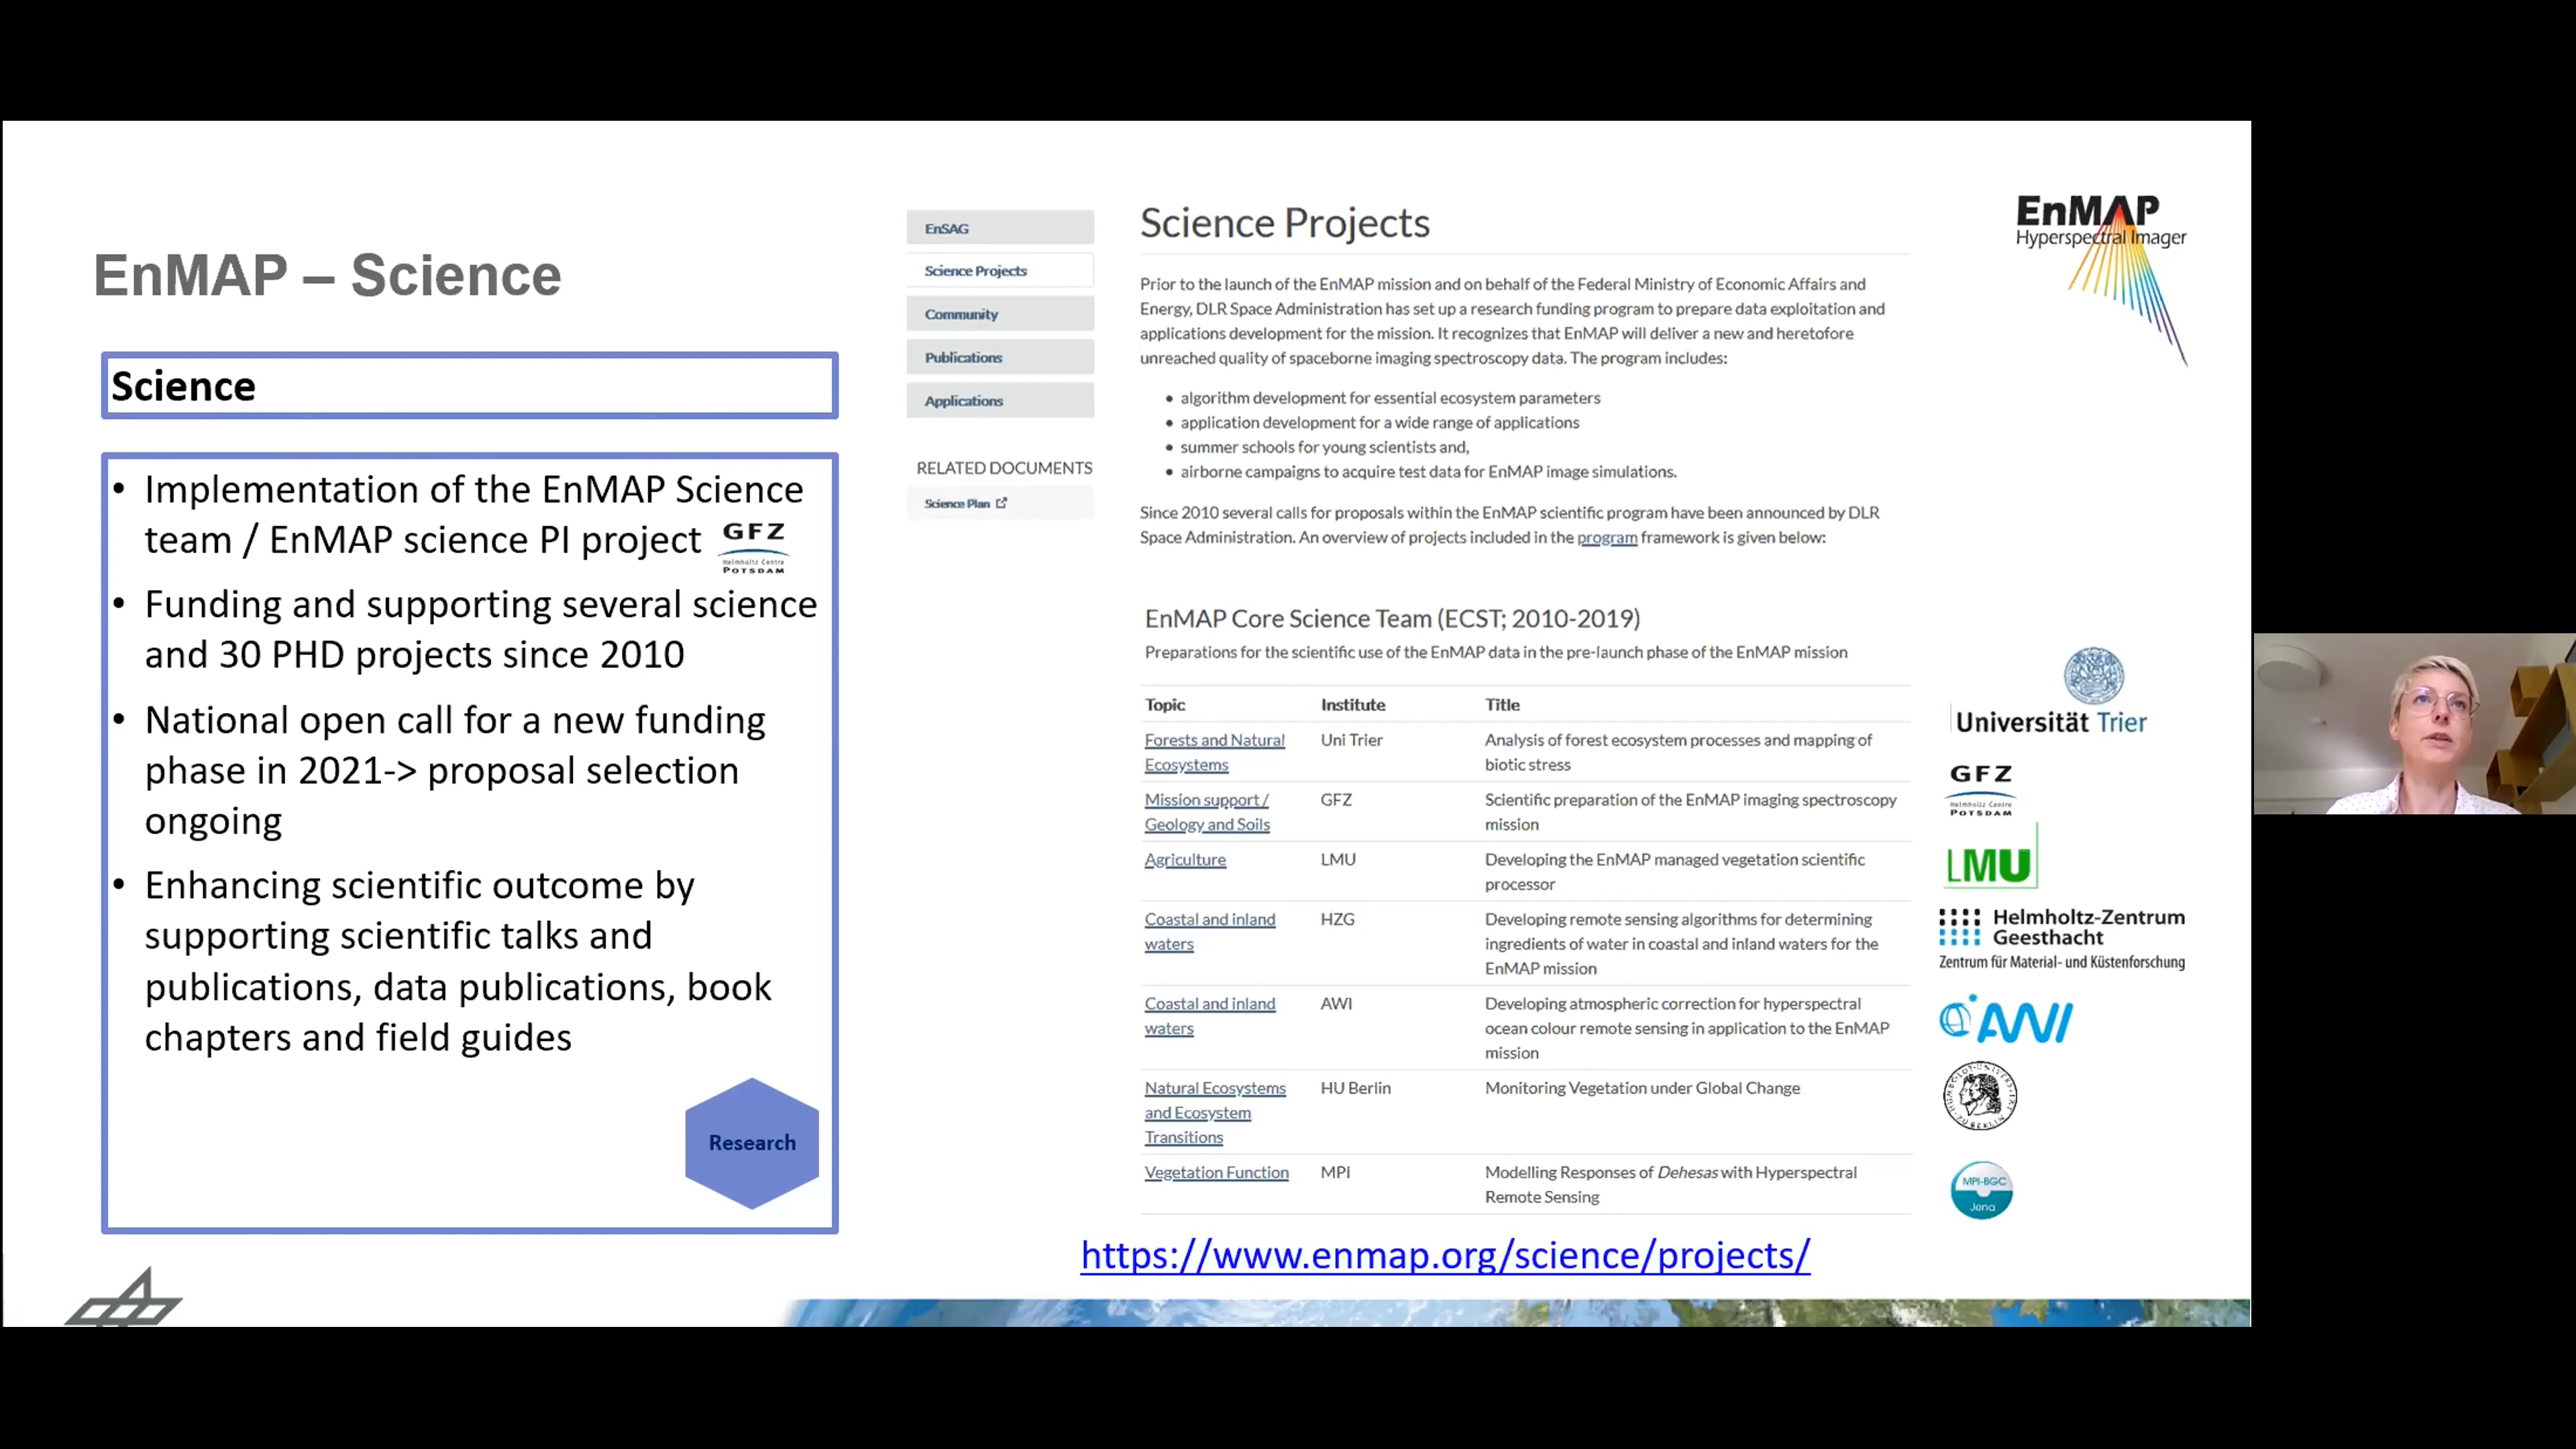 EnMAP – Science
Science
• Implementation of the EnMAP Science
team / EnMAP science PI project
GFZ
Helmholtz Centre
POTSDAM
• Funding and supporting several science
and 30 PHD projects since 2010
• National open call for a new funding
phase in 2021-> proposal selection
ongoing
• Enhancing scientific outcome by
supporting scientific talks and
publications, data publications, book
chapters and field guides
Research
EnSAG
Science Projects
Community
Publications
Applications
RELATED DOCUMENTS
Science Plan
Science Projects
Prior to the launch of the EnMAP mission and on behalf of the Federal Ministry of Economic Affairs and
Energy, DLR Space Administration has set up a research funding program to prepare data exploitation and
applications development for the mission. It recognizes that EnMAP will deliver a new and heretofore
unreached quality of spaceborne imaging spectroscopy data. The program includes:
• algorithm development for essential ecosystem parameters
• application development for a wide range of applications
• summer schools for young scientists and,
• airborne campaigns to acquire test data for EnMAP image simulations.
Since 2010 several calls for proposals within the EnMAP scientific program have been announced by DLR
Space Administration. An overview of projects included in the program framework is given below:
EnMAP Core Science Team (ECST; 2010-2019)
Preparations for the scientific use of the EnMAP data in the pre-launch phase of the EnMAP mission
Topic Institute Title
Forests and Natural Uni Trier Analysis of forest ecosystem processes and mapping of
Ecosystems biotic stress
Mission support / GFZ Scientific preparation of the EnMAP imaging spectroscopy
Geology and Soils mission
Agriculture LMU Developing the EnMAP managed vegetation scientific
processor
Coastal and inland HZG Developing remote sensing algorithms for determining
waters ingredients of water in coastal and inland waters for the
EnMAP mission
Coastal and inland AWI Developing atmospheric correction for hyperspectral
waters ocean colour remote sensing in application to the EnMAP
mission
Natural Ecosystems HU Berlin Monitoring Vegetation under Global Change
and Ecosystem
Transitions
Vegetation Function MPI Modelling Responses of Dehesas with Hyperspectral
Remote Sensing
https://www.enmap.org/science/projects/
EnMAP
Hyperspectral Imager
Universität Trier
GFZ
Helmholtz Centre
POTSDAM
LMU
Helmholtz-Zentrum
Geesthacht
Zentrum für Material- und Küstenforschung
AWI
MPI-BGC
Jena